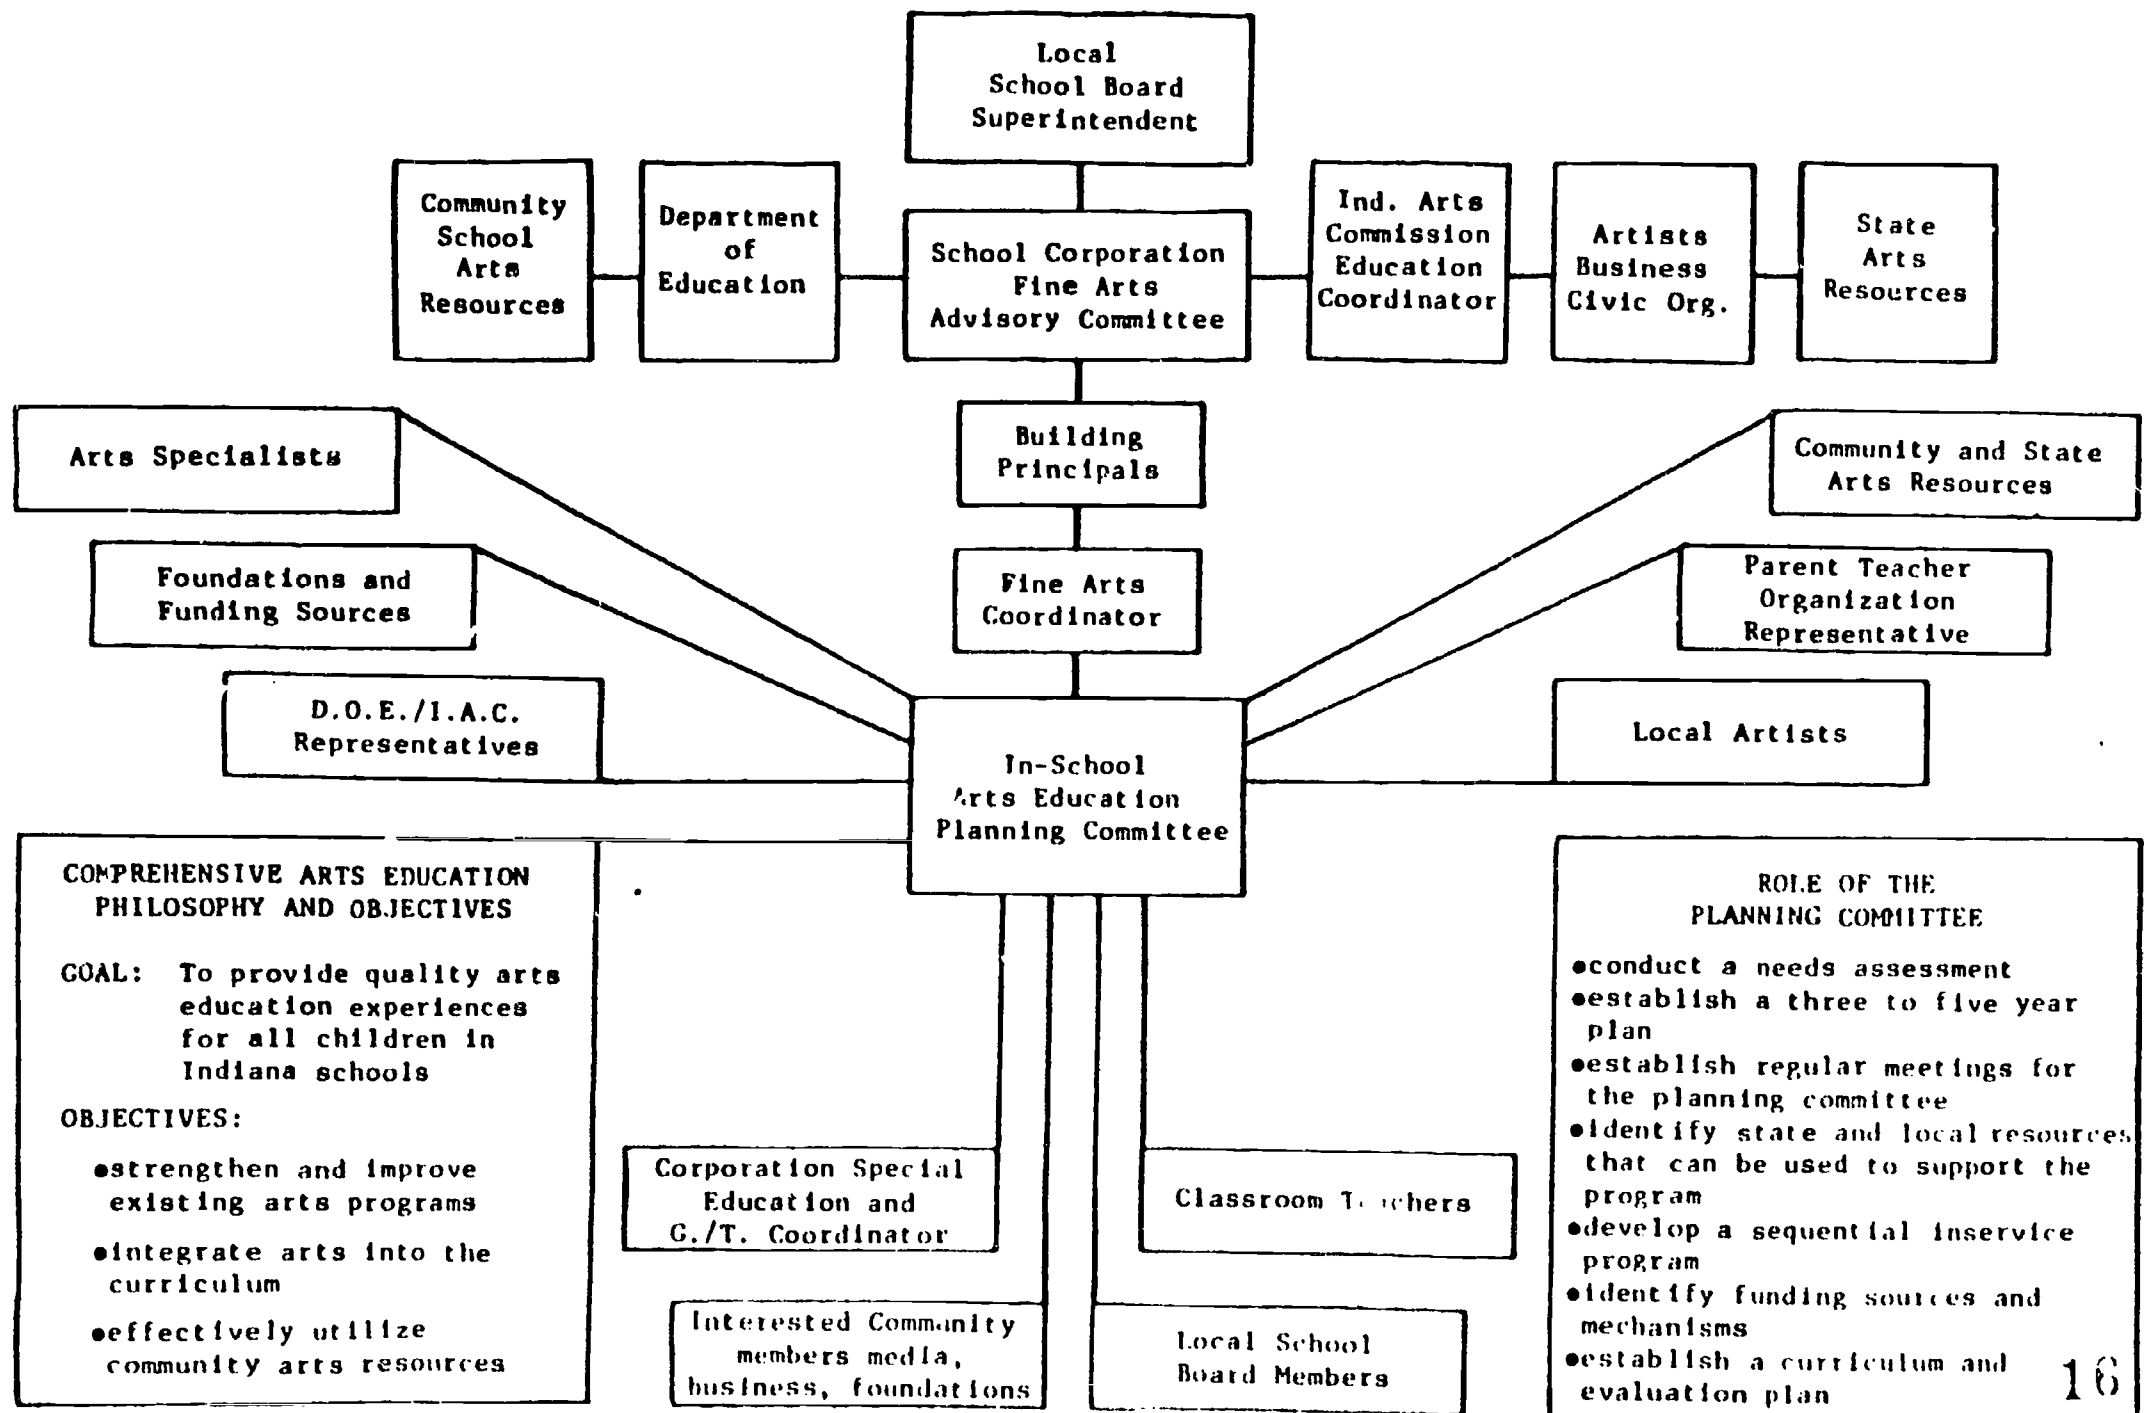 Local
School Board
Superintendent
Community
School
Arts
Resources
Department
of
Education
School Corporation
Fine Arts
Advisory Committee
Ind. Arts
Commission
Education
Coordinator
Artists
Business
Civic Org.
State
Arts
Resources
Building
Principals
Arts Specialists
Community and State
Arts Resources
Foundations and
Funding Sources
Fine Arts
Coordinator
Parent Teacher
Organization
Representative
D.O.E./I.A.C.
Representatives
Local Artists
In-School
Arts Education
Planning Committee
COMPREHENSIVE ARTS EDUCATION
PHILOSOPHY AND OBJECTIVES
GOAL: To provide quality arts
education experiences
for all children in
Indiana schools
OBJECTIVES:
●strengthen and improve
existing arts programs
●integrate arts into the
curriculum
●effectively utilize
community arts resources
Corporation Special
Education and
G./T. Coordinator
Classroom Teachers
Interested Community
members media,
business, foundations
Local School
Board Members
ROLE OF THE
PLANNING COMMITTEE
●conduct a needs assessment
●establish a three to five year
plan
●establish regular meetings for
the planning committee
●identify state and local resources
that can be used to support the
program
●develop a sequential inservice
program
●identify funding sources and
mechanisms
●establish a curriculum and
evaluation plan
16